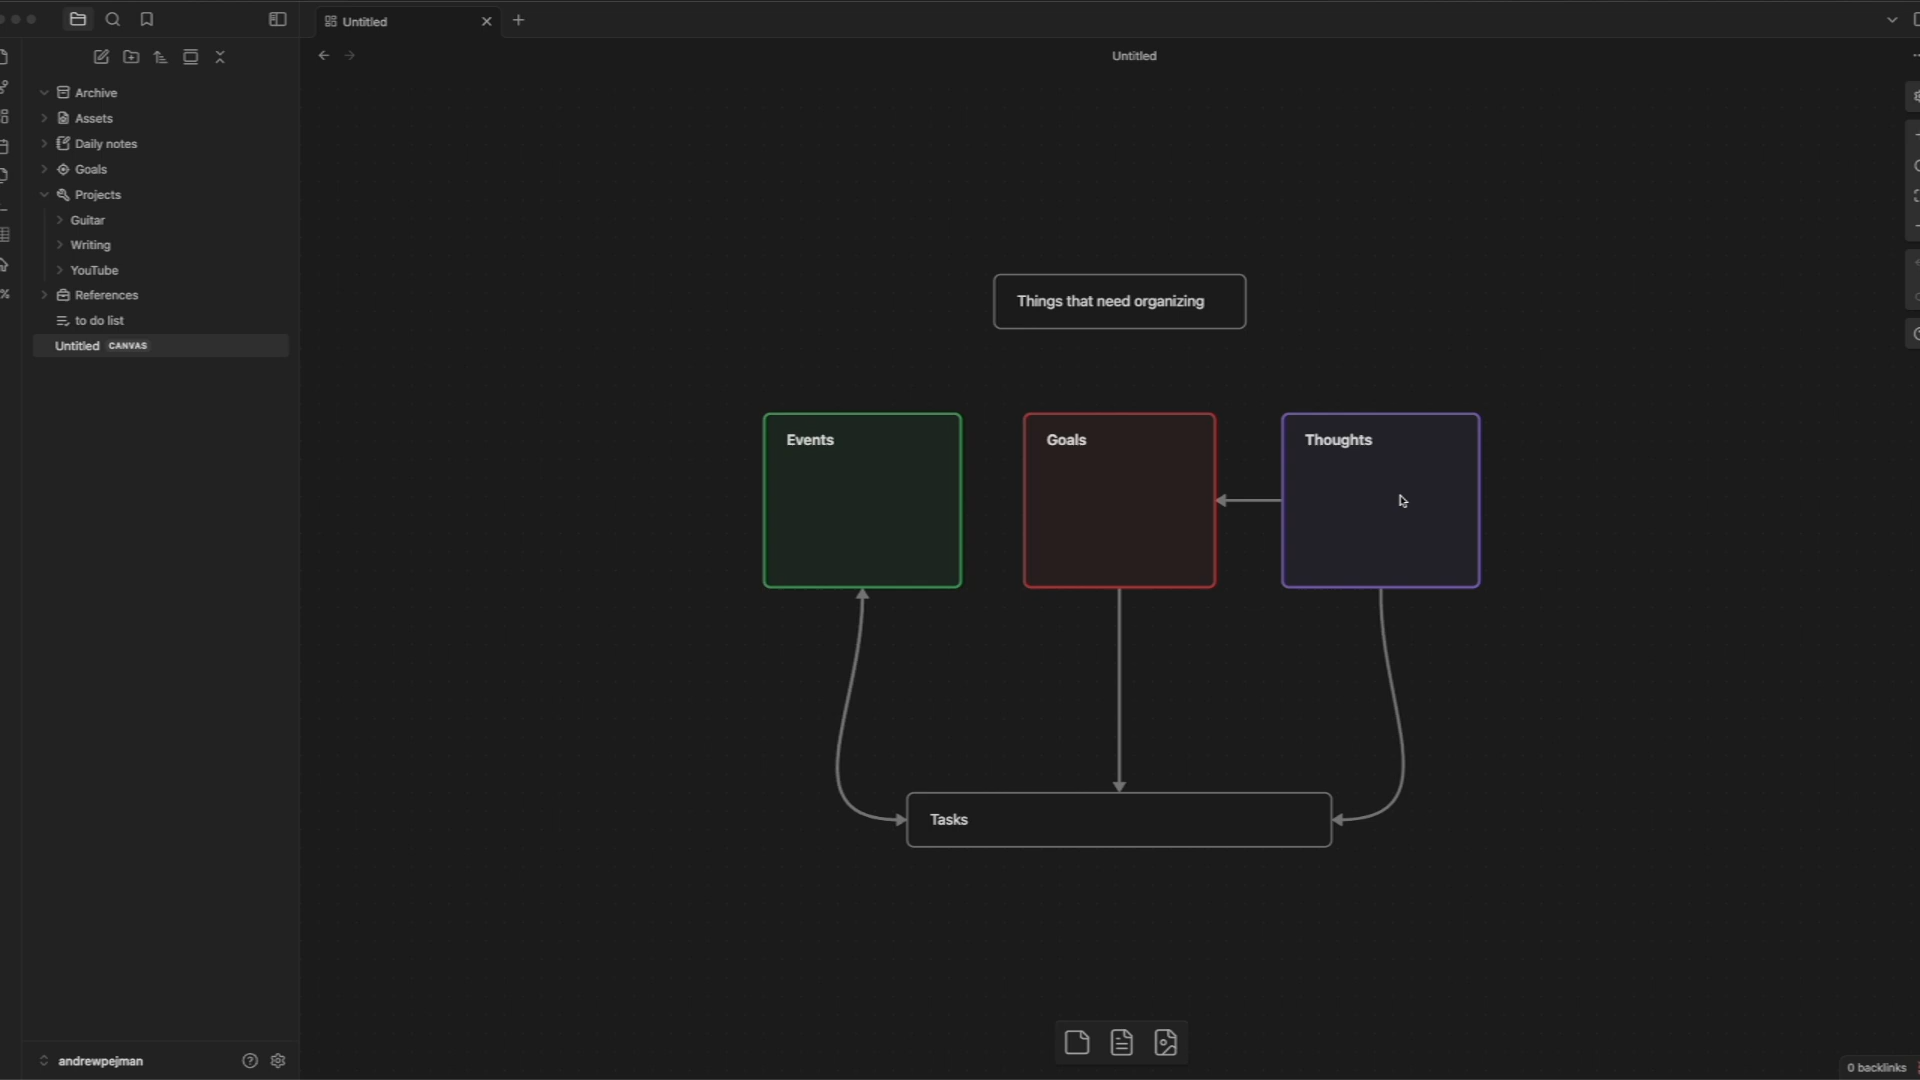 Untitled
Untitled
Archive
Assets
Daily notes
Goals
Projects
Guitar
Writing
YouTube
References
to do list
Untitled CANVAS
Things that need organizing
Events
Goals
Thoughts
Tasks
andrewpejman
0 backlinks